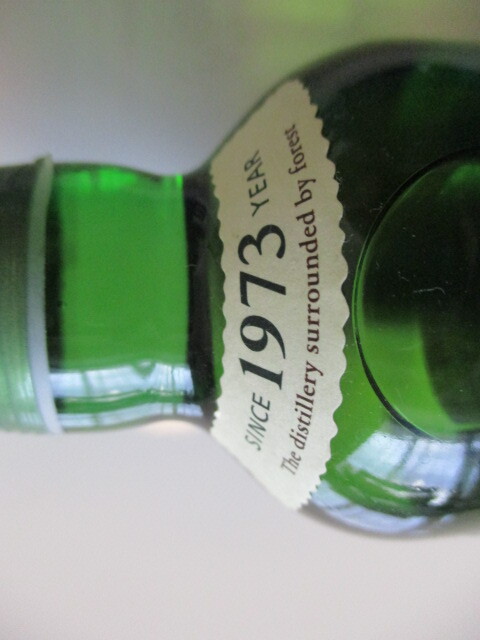 SINCE 1973 YEAR
The distillery surrounded by forest